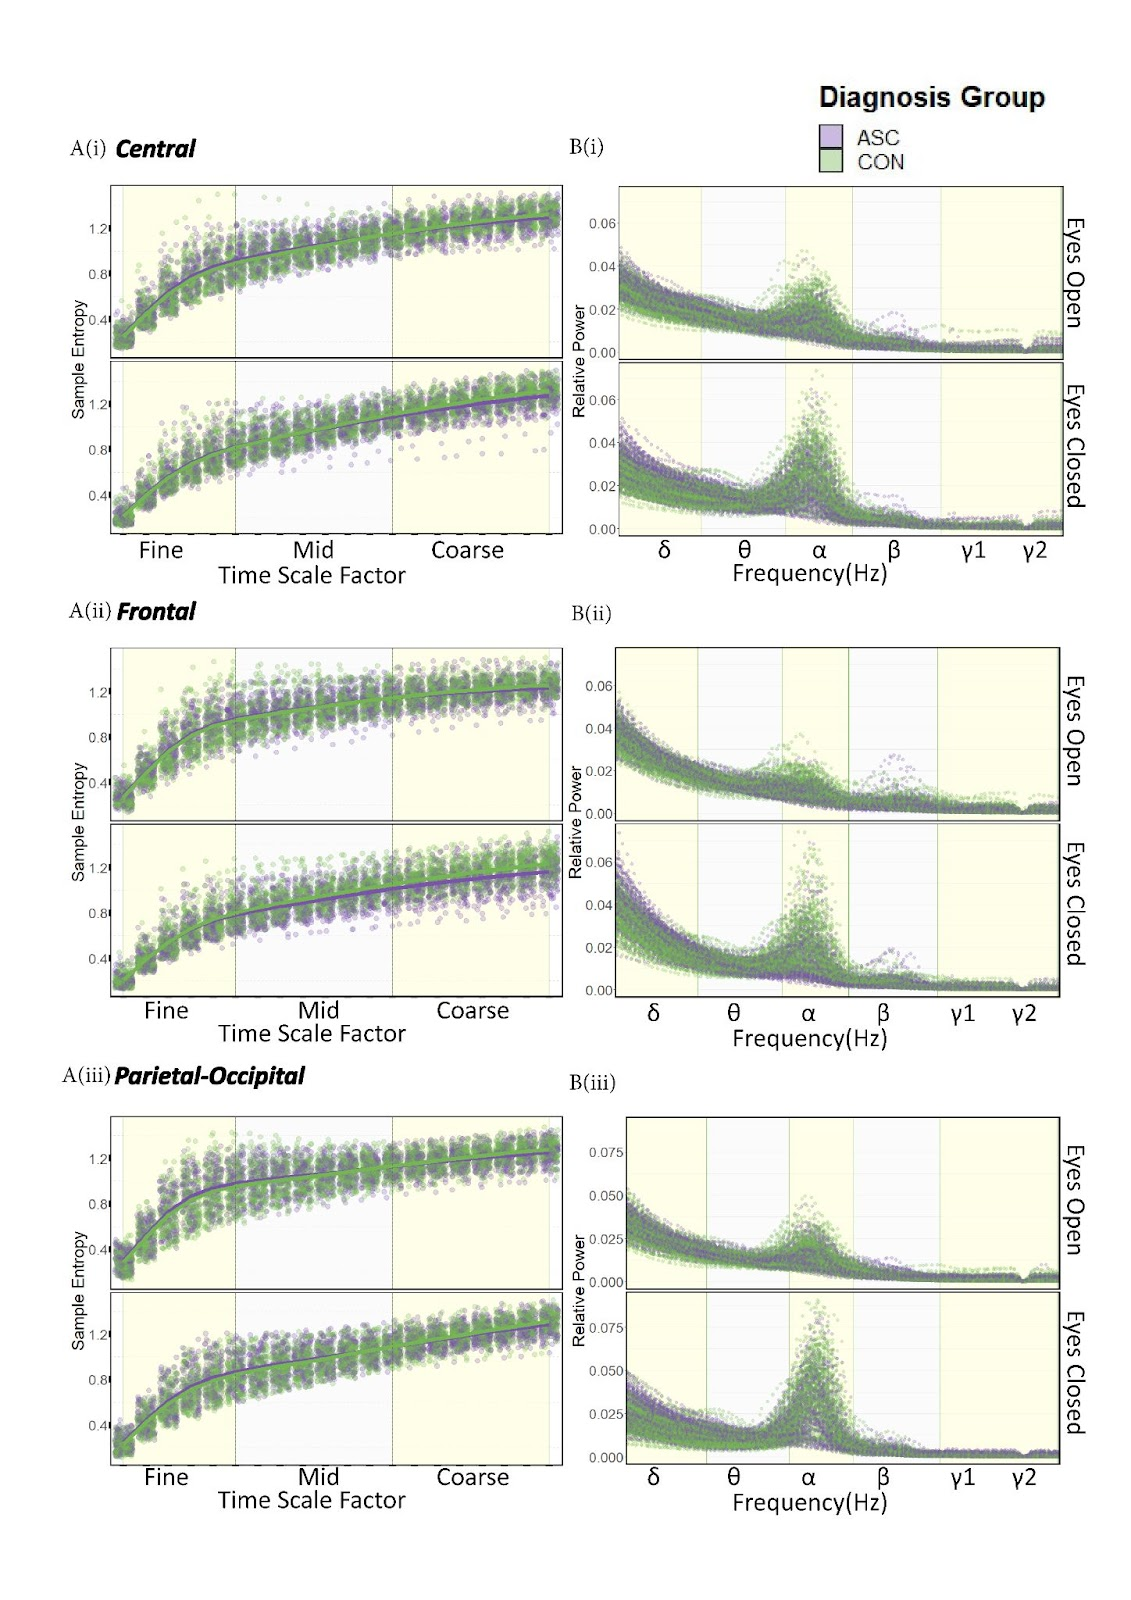 Diagnosis Group
ASC
CON
A(i) Central
B(i)
Sample Entropy
1.2
0.8
0.4
1.2
0.8
0.4
Fine Mid Coarse
Time Scale Factor
Relative Power
0.06
0.04
0.02
0.00
0.06
0.04
0.02
0.00
Eyes Open
Eyes Closed
δ θ α β γ1 γ2
Frequency(Hz)
A(ii) Frontal
B(ii)
Sample Entropy
1.2
0.8
0.4
1.2
0.8
0.4
Fine Mid Coarse
Time Scale Factor
Relative Power
0.06
0.04
0.02
0.00
0.06
0.04
0.02
0.00
Eyes Open
Eyes Closed
δ θ α β γ1 γ2
Frequency(Hz)
A(iii) Parietal-Occipital
B(iii)
Sample Entropy
1.2
0.8
0.4
1.2
0.8
0.4
Fine Mid Coarse
Time Scale Factor
Relative Power
0.075
0.050
0.025
0.000
0.075
0.050
0.025
0.000
Eyes Open
Eyes Closed
δ θ α β γ1 γ2
Frequency(Hz)